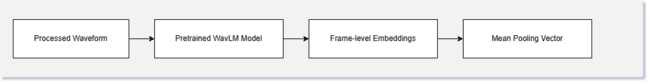 Processed Waveform
Pretrained WavLM Model
Frame-level Embeddings
Mean Pooling Vector